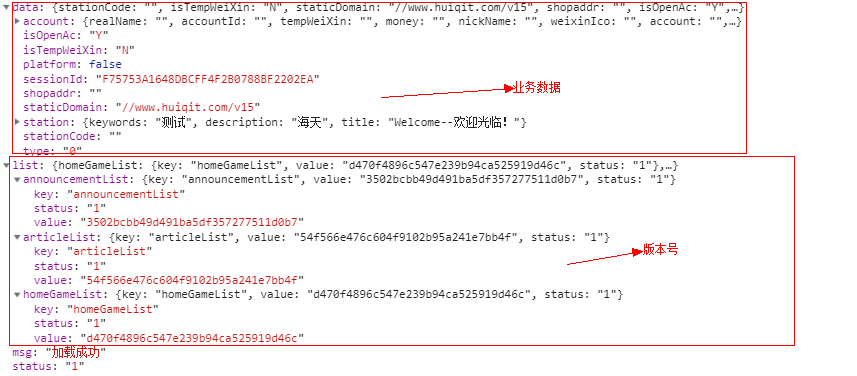 data: {stationCode: "", isTempWeiXin: "N", staticDomain: "//www.huiqit.com/v15", shopaddr: "", isOpenAc: "Y",…}
account: {realName: "", accountId: "", tempWeiXin: "", money: "", nickName: "", weixinIco: "", account: "",…}
isOpenAc: "Y"
isTempWeiXin: "N"
platform: false
sessionId: "F75753A1648DBCFF4F2B0788BF2202EA"
业务数据
shopaddr: ""
staticDomain: "//www.huiqit.com/v15"
station: {keywords: "测试", description: "海天", title: "Welcome--欢迎光临！"}
stationCode: ""
type: "0"
list: {homeGameList: {key: "homeGameList", value: "d470f4896c547e239b94ca525919d46c", status: "1"},…}
announcementList: {key: "announcementList", value: "3502bcbb49d491ba5df357277511d0b7", status: "1"}
key: "announcementList"
status: "1"
value: "3502bcbb49d491ba5df357277511d0b7"
articleList: {key: "articleList", value: "54f566e476c604f9102b95a241e7bb4f", status: "1"}
key: "articleList"
版本号
status: "1"
value: "54f566e476c604f9102b95a241e7bb4f"
homeGameList: {key: "homeGameList", value: "d470f4896c547e239b94ca525919d46c", status: "1"}
key: "homeGameList"
status: "1"
value: "d470f4896c547e239b94ca525919d46c"
msg: "加载成功"
status: "1"